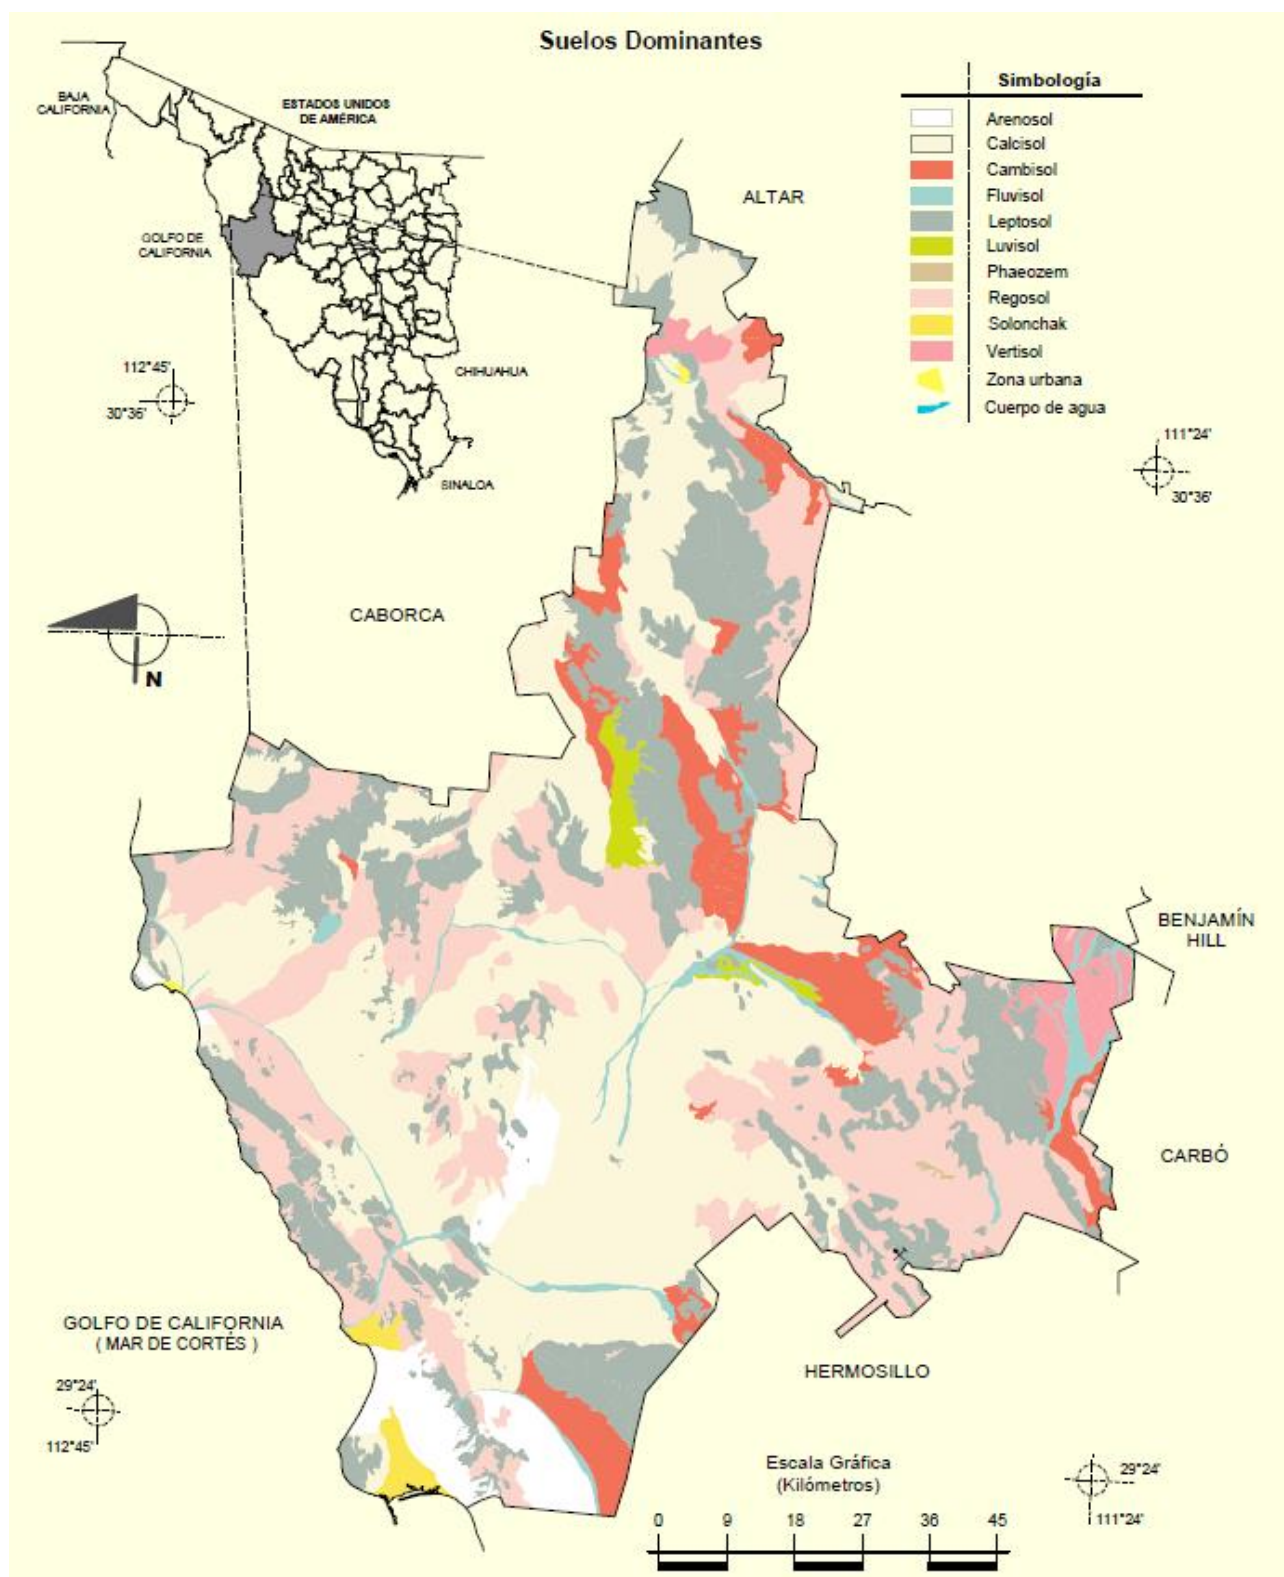 Suelos Dominantes
Simbología
Arenosol
Calcisol
Cambisol
Fluvisol
Leptosol
Luvisol
Phaeozem
Regosol
Solonchak
Vertisol
Zona urbana
Cuerpo de agua
BAJA
CALIFORNIA
ESTADOS UNIDOS
DE AMÉRICA
GOLFO DE
CALIFORNIA
CHIHUAHUA
SINALOA
112°45'
30°36'
ALTAR
111°24'
30°36'
CABORCA
N
BENJAMÍN
HILL
CARBÓ
GOLFO DE CALIFORNIA
( MAR DE CORTÉS )
HERMOSILLO
29°24'
112°45'
Escala Gráfica
(Kilómetros)
0 9 18 27 36 45
29°24'
111°24'